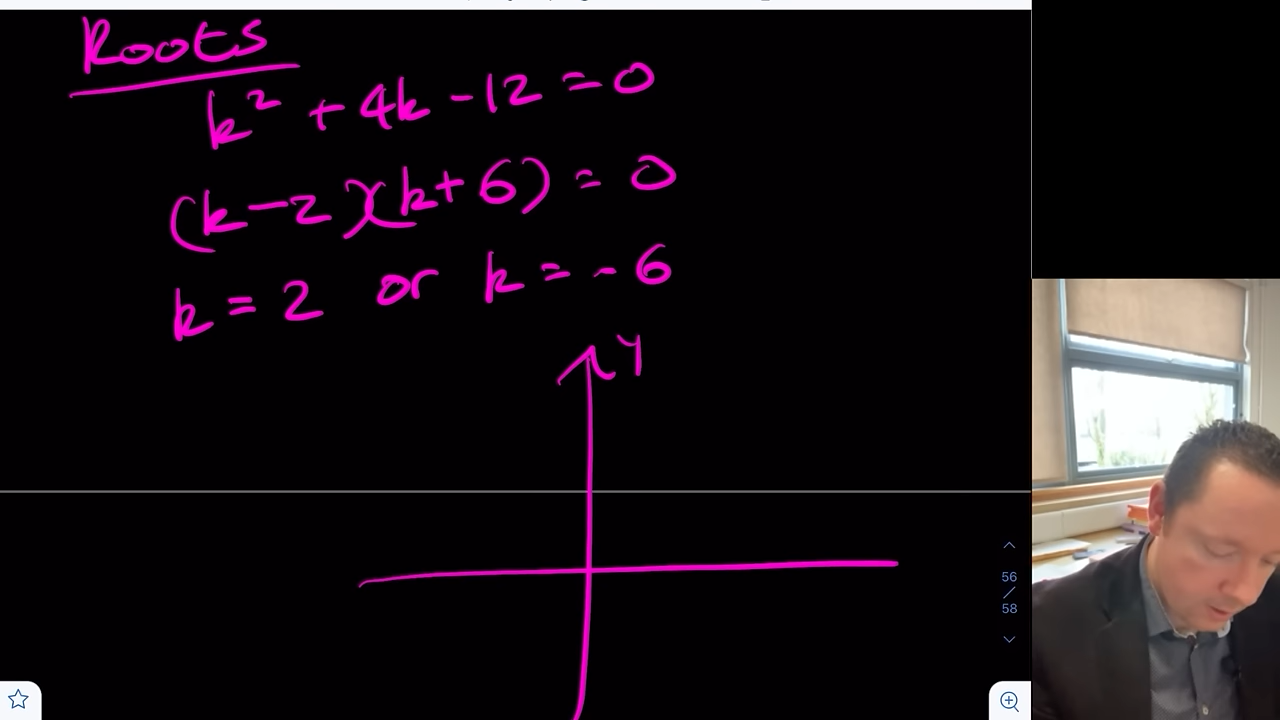 Roots
k² + 4k - 12 = 0
(k - 2)(k + 6) = 0
k = 2 or k = - 6
Y
56
/
58